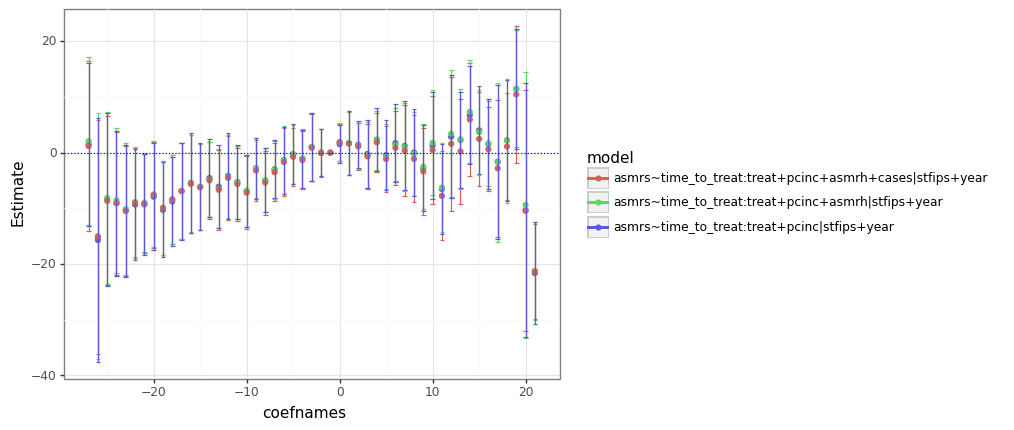 20
0
−20
−40
Estimate
−20
−10
0
10
20
coefnames
model
asmrs~time_to_treat:treat+pcinc+asmrh+cases|stfips+year
asmrs~time_to_treat:treat+pcinc+asmrh|stfips+year
asmrs~time_to_treat:treat+pcinc|stfips+year